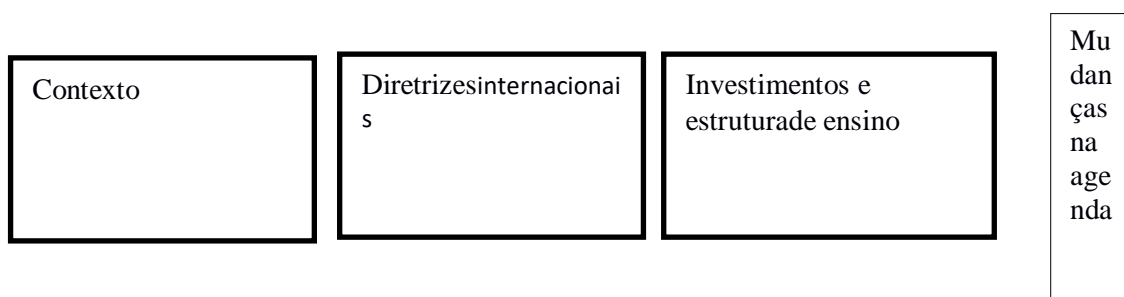 Contexto
Diretrizesinternacionai
s
Investimentos e
estruturade ensino
Mu
dan
ças
na
age
nda